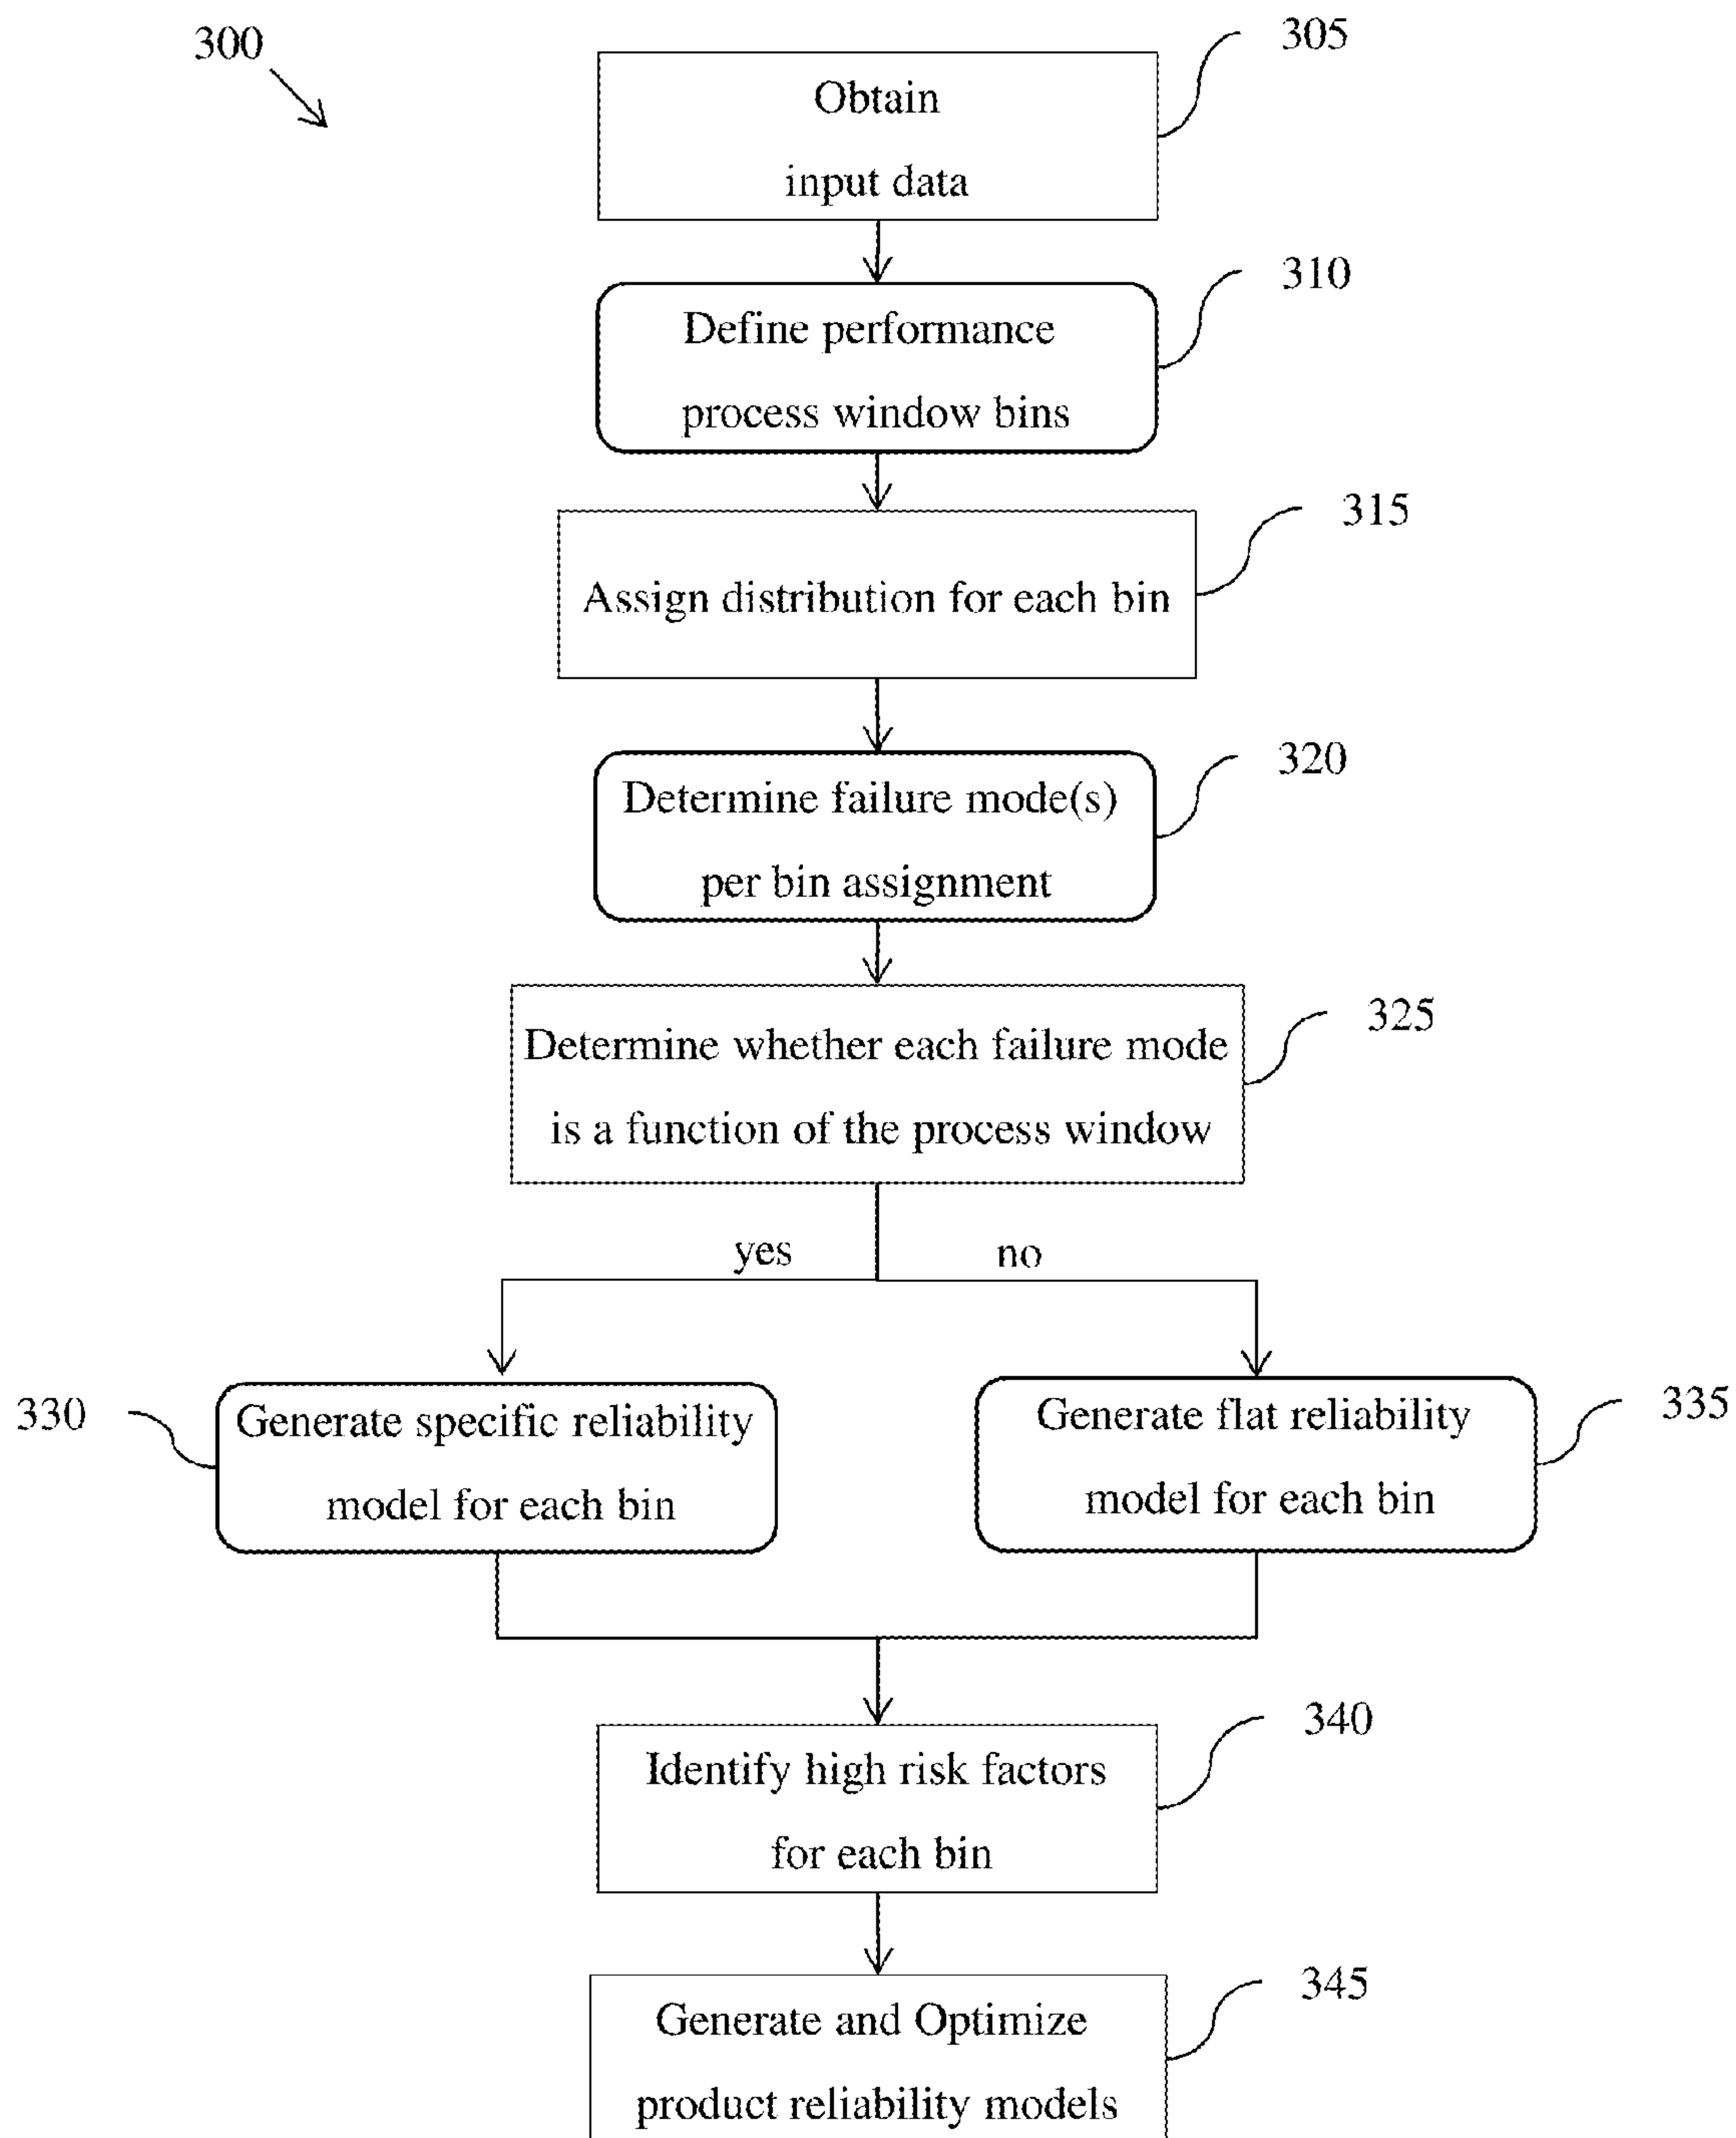 300
305
Obtain
input data
310
Define performance
process window bins
315
Assign distribution for each bin
320
Determine failure mode(s)
per bin assignment
325
Determine whether each failure mode
is a function of the process window
yes
no
330
Generate specific reliability
model for each bin
335
Generate flat reliability
model for each bin
340
Identify high risk factors
for each bin
345
Generate and Optimize
product reliability models